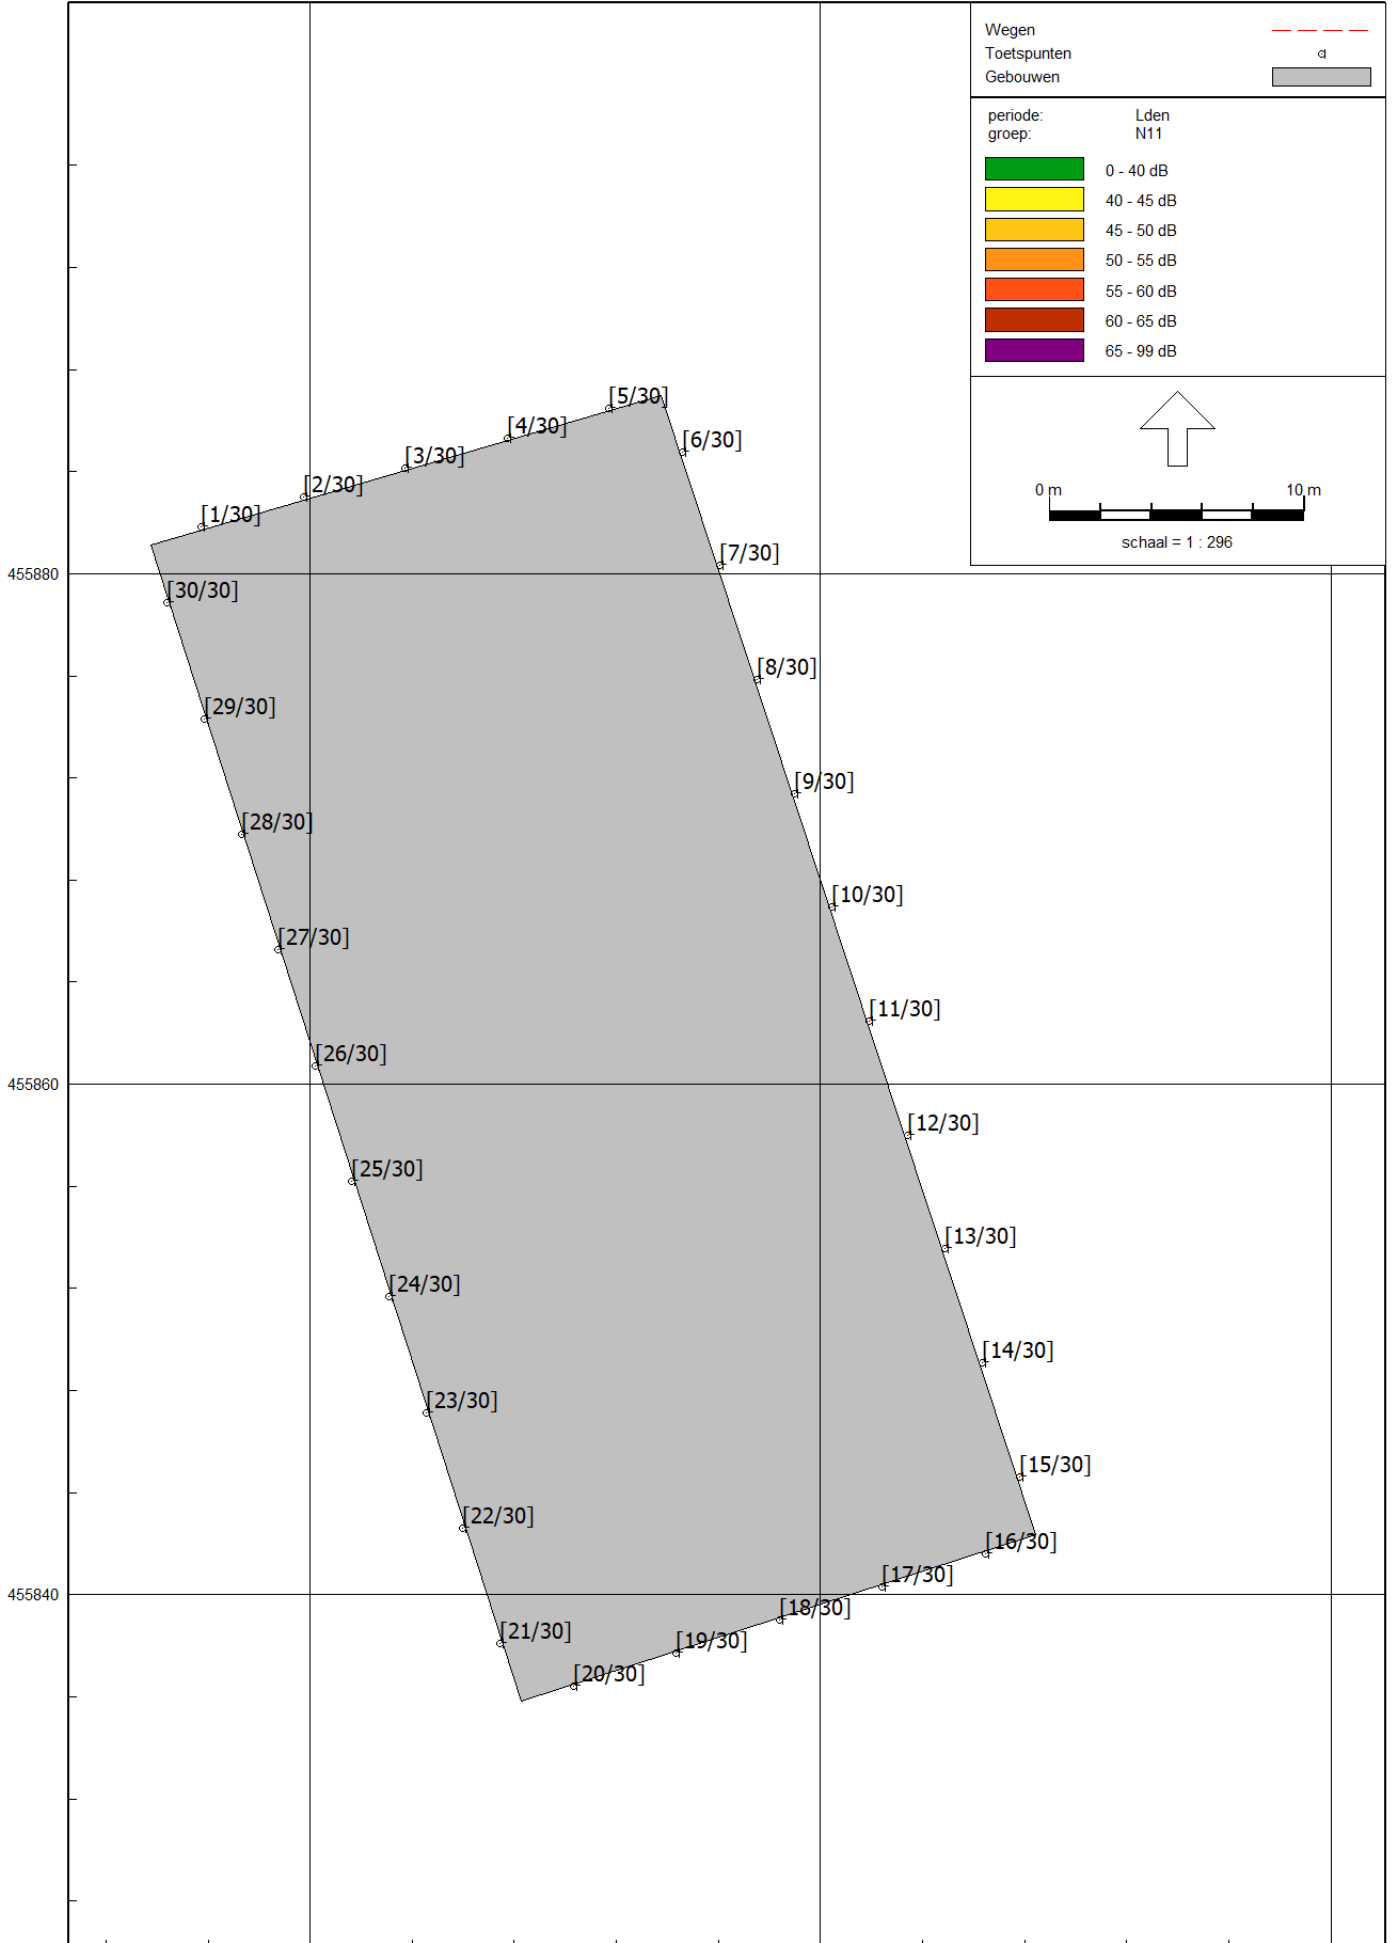 Wegen
Toetspunten
Gebouwen
periode: Lden
groep: N11
0 - 40 dB
40 - 45 dB
45 - 50 dB
50 - 55 dB
55 - 60 dB
60 - 65 dB
65 - 99 dB
0 m 10 m
schaal = 1 : 296
[5/30]
[4/30]
[6/30]
[3/30]
[2/30]
[1/30]
[7/30]
455880
[30/30]
[8/30]
[29/30]
[9/30]
[28/30]
[10/30]
[27/30]
[11/30]
[26/30]
455860
[12/30]
[25/30]
[13/30]
[24/30]
[14/30]
[23/30]
[15/30]
[22/30]
[16/30]
[17/30]
455840
[18/30]
[21/30]
[19/30]
[20/30]